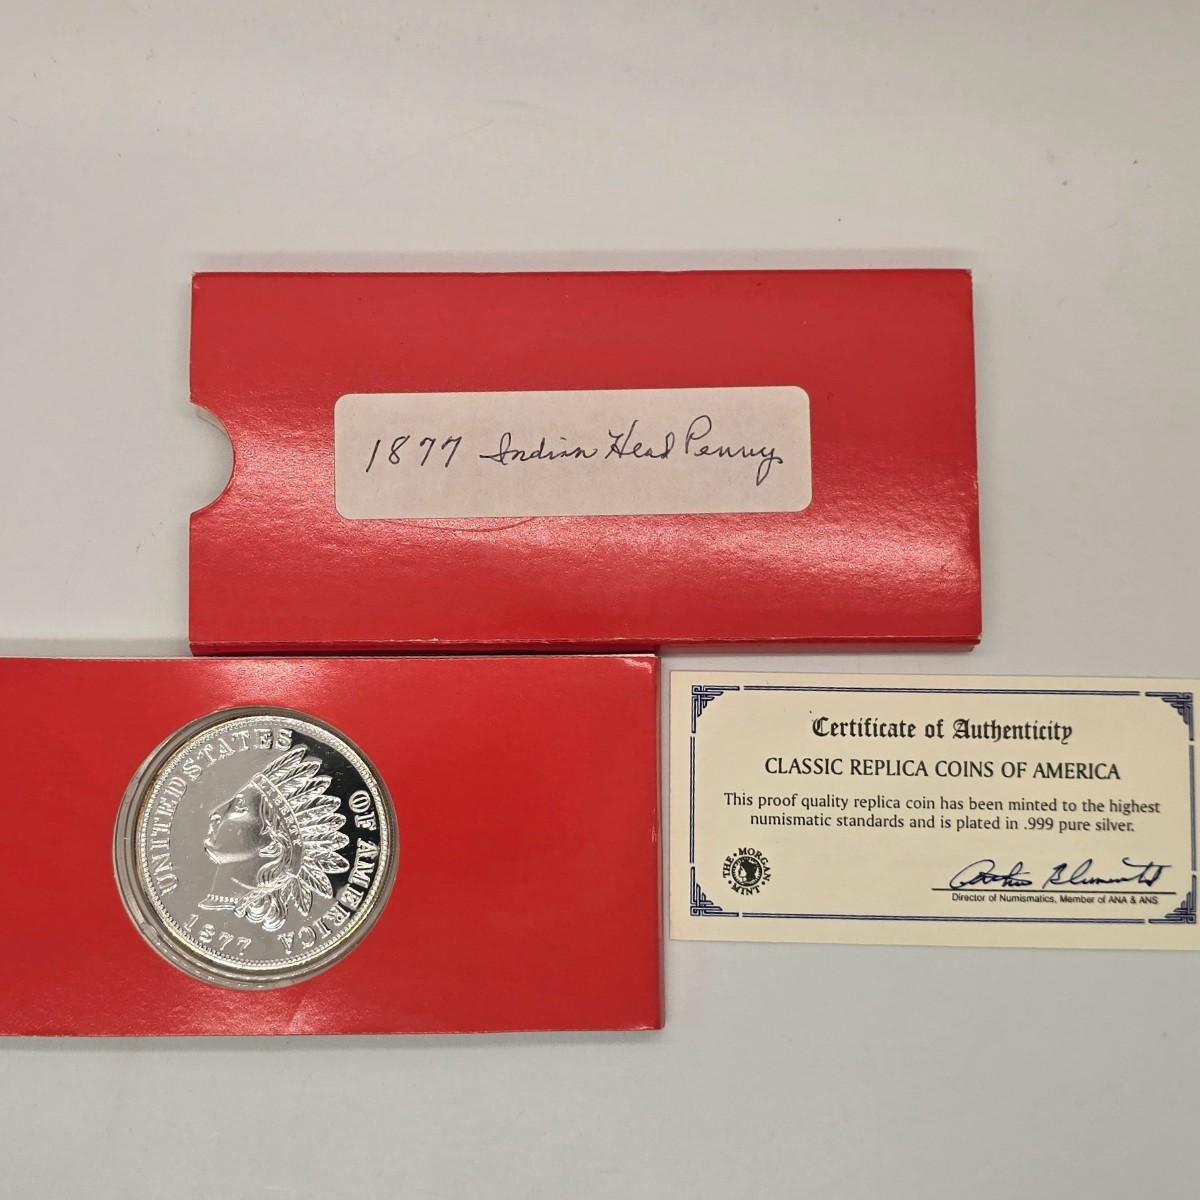 1877 Indian Head Penny
UNITED STATES
OF AMERICA
1877
Certificate of Authenticity
CLASSIC REPLICA COINS OF AMERICA
This proof quality replica coin has been minted to the highest
numismatic standards and is plated in .999 pure silver.
THE • MORGAN • MINT •
Director of Numismatics, Member of ANA & ANS